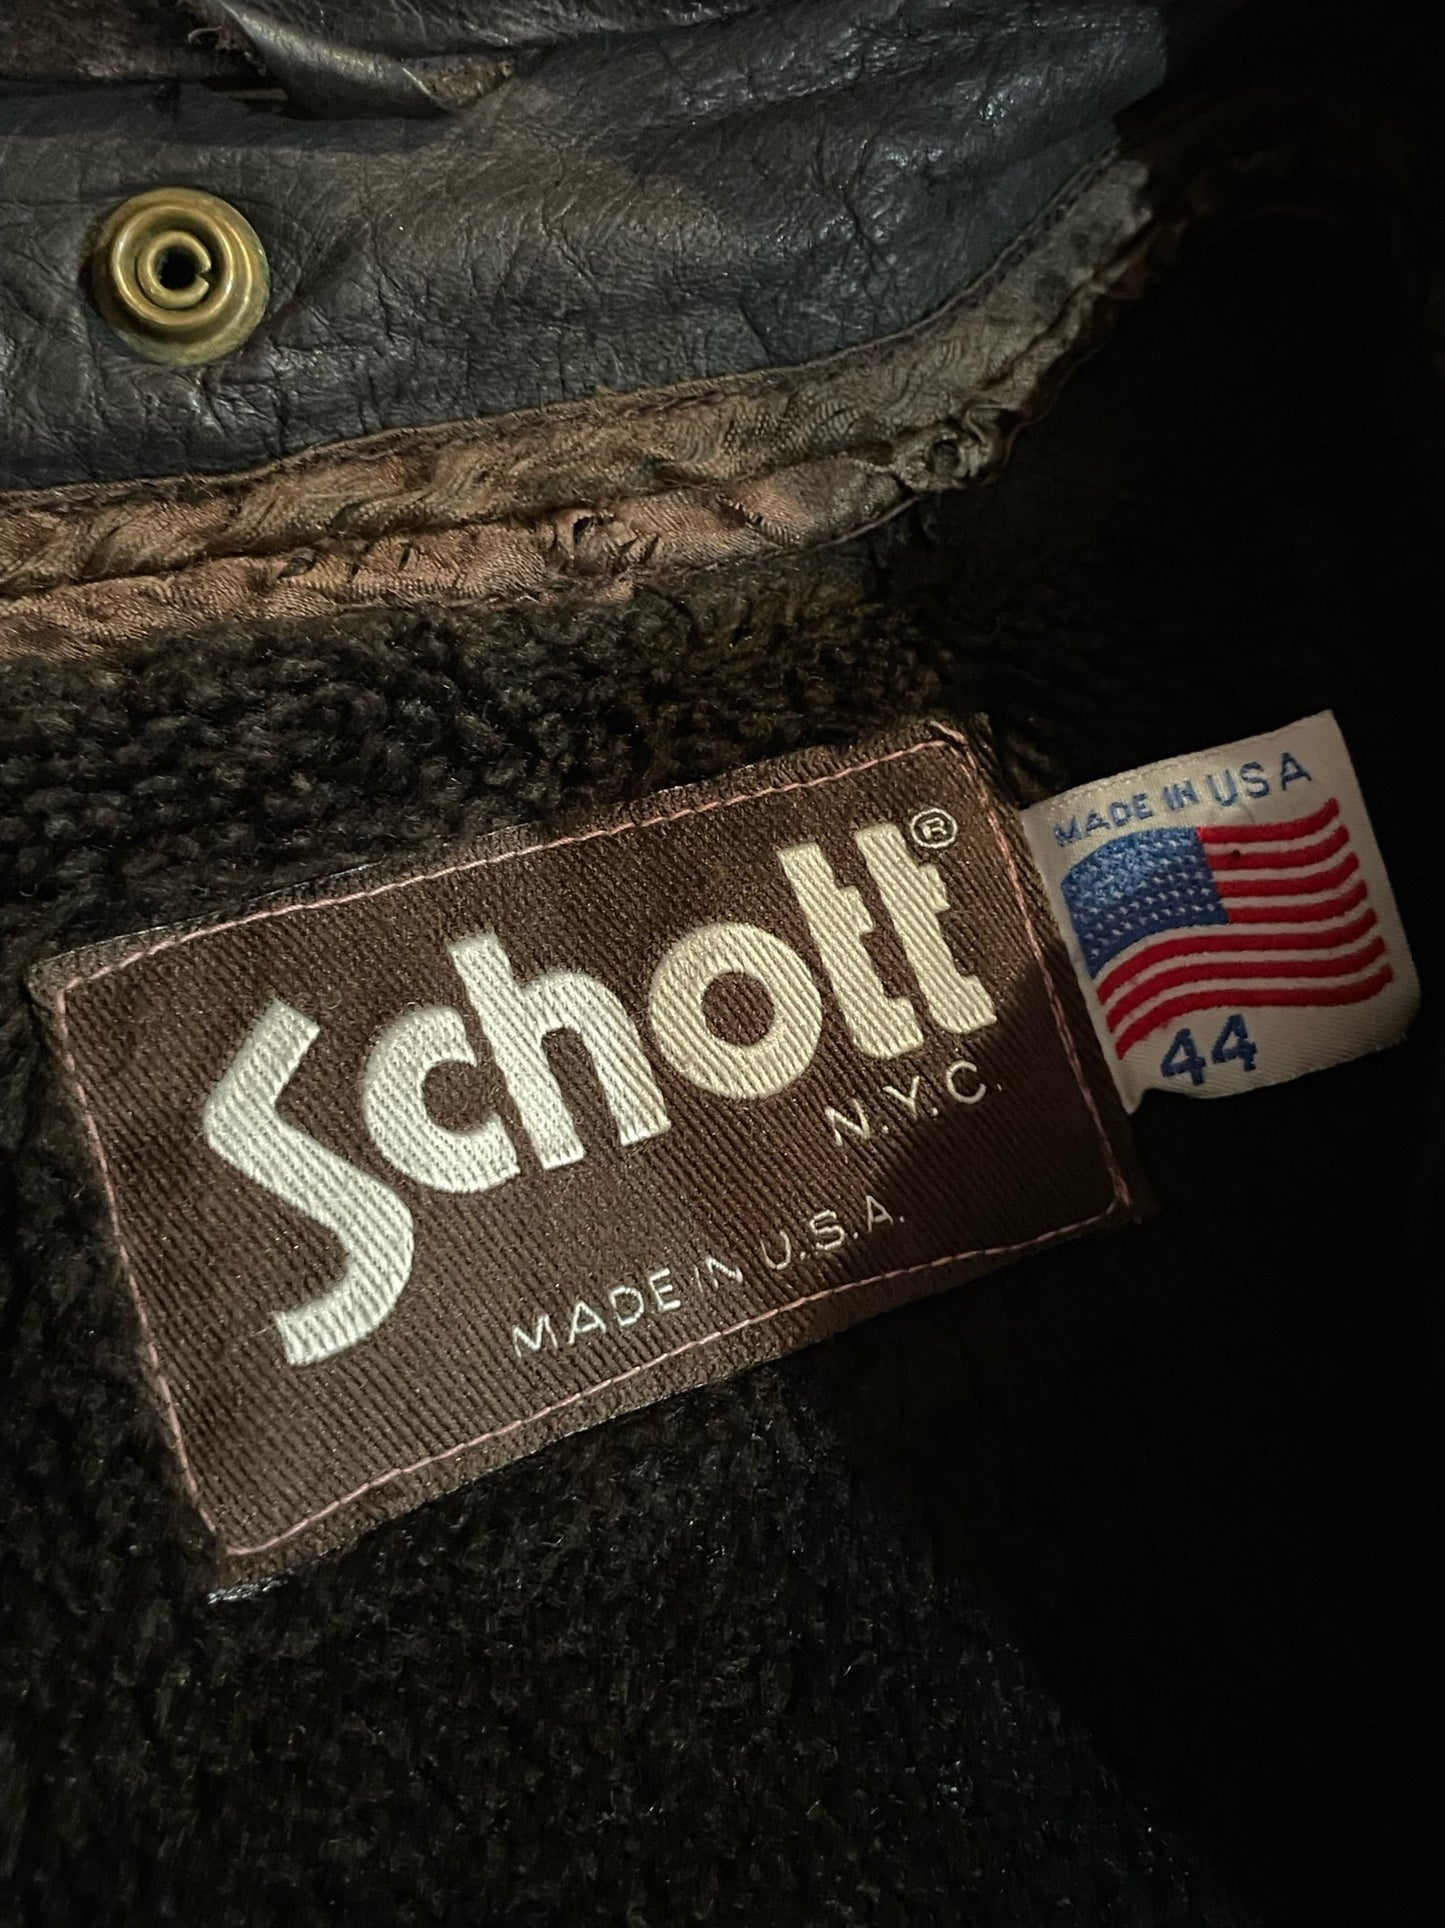 Schott®
N.Y.C.
MADE IN U.S.A.
MADE IN USA
44